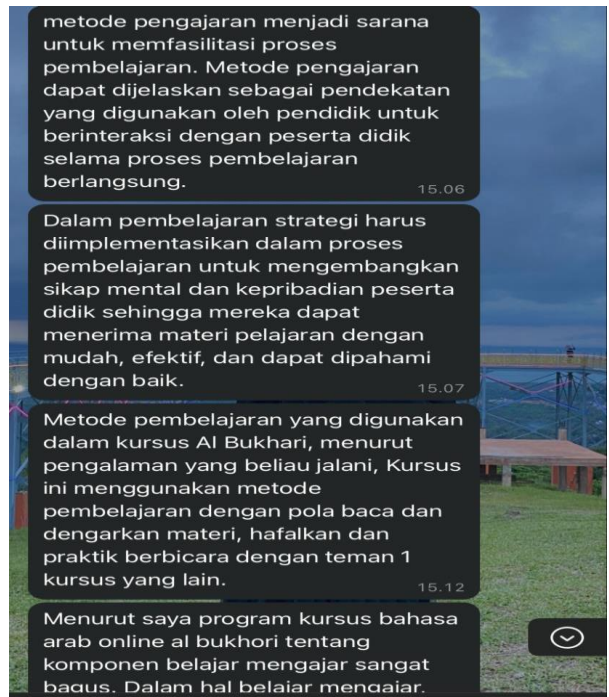 metode pengajaran menjadi sarana
untuk memfasilitasi proses
pembelajaran. Metode pengajaran
dapat dijelaskan sebagai pendekatan
yang digunakan oleh pendidik untuk
berinteraksi dengan peserta didik
selama proses pembelajaran
berlangsung.
15.06
Dalam pembelajaran strategi harus
diimplementasikan dalam proses
pembelajaran untuk mengembangkan
sikap mental dan kepribadian peserta
didik sehingga mereka dapat
menerima materi pelajaran dengan
mudah, efektif, dan dapat dipahami
dengan baik.
15.07
Metode pembelajaran yang digunakan
dalam kursus Al Bukhari, menurut
pengalaman yang beliau jalani, Kursus
ini menggunakan metode
pembelajaran dengan pola baca dan
dengarkan materi, hafalkan dan
praktik berbicara dengan teman 1
kursus yang lain.
15.12
Menurut saya program kursus bahasa
arab online al bukhori tentang
komponen belajar mengajar sangat
bagus. Dalam hal belajar mengajar.